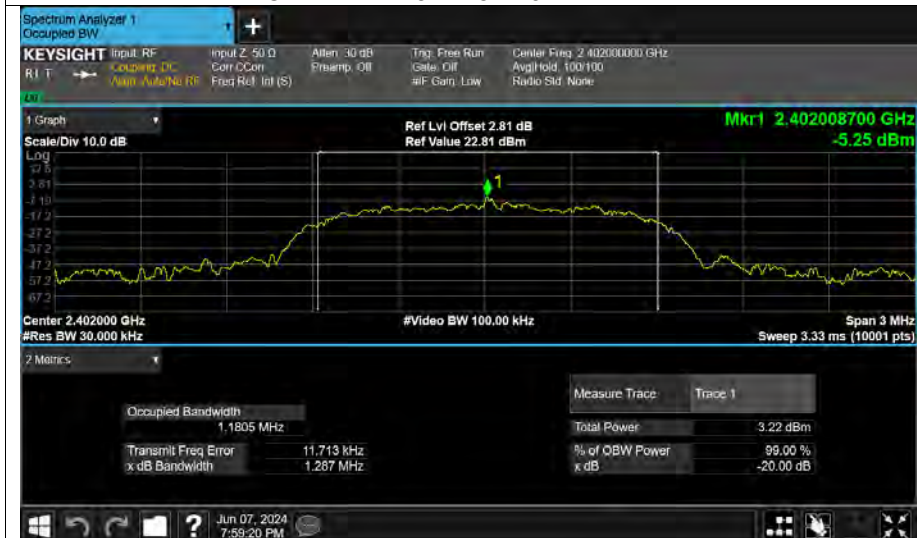 Spectrum Analyzer 1
Occupied BW
+
KEYSIGHT Input: RF Input Z: 50 Ω Atten: 30 dB Trig: Free Run Center Freq: 2.402000000 GHz
RLT Coupling: DC Corr CCorr Preamp: Off Gate: Off Avg|Hold: 100/100
Align: Auto/No RF Freq Ref: Int (S) #IF Gain: Low Radio Std: None
1 Graph
Scale/Div 10.0 dB Ref Lvl Offset 2.81 dB Mkr1 2.402008700 GHz
Ref Value 22.81 dBm -5.25 dBm
Log
2.81
-7.19
-17.2
-27.2
-37.2
-47.2
-57.2
-67.2
1
Center 2.402000 GHz #Video BW 100.00 kHz Span 3 MHz
#Res BW 30.000 kHz Sweep 3.33 ms (10001 pts)
2 Metrics
Measure Trace Trace 1
Occupied Bandwidth
1.1805 MHz Total Power 3.22 dBm
Transmit Freq Error 11.713 kHz % of OBW Power 99.00 %
x dB Bandwidth 1.287 MHz x dB -20.00 dB
? Jun 07, 2024
7:59:20 PM